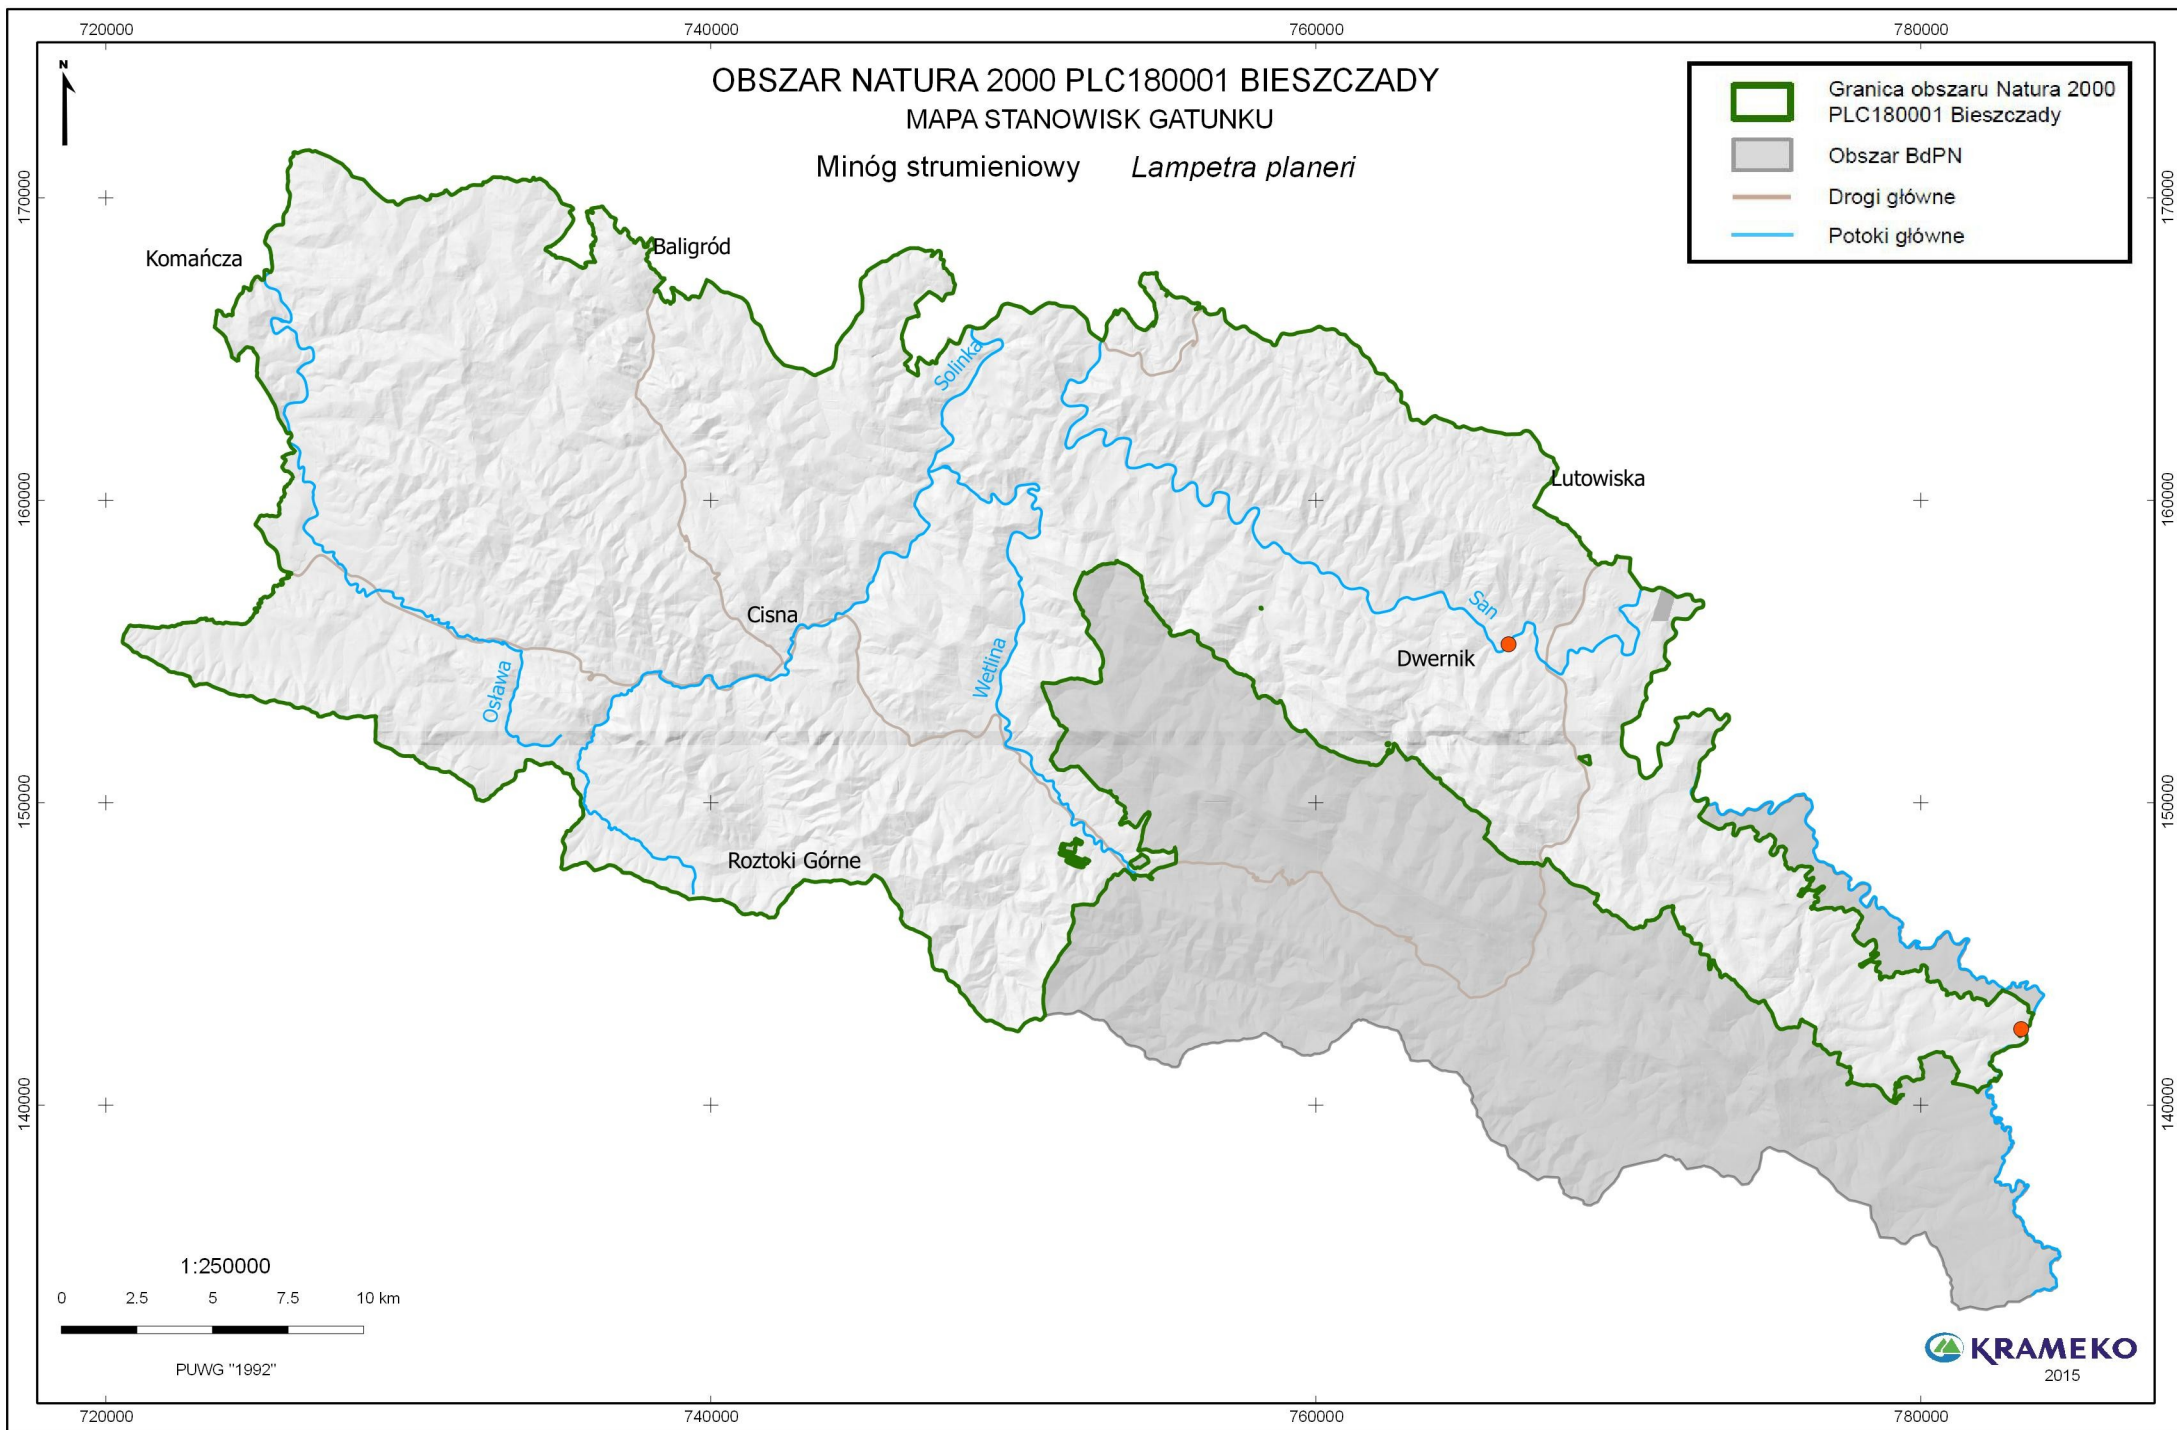 720000 740000 760000 780000
N
OBSZAR NATURA 2000 PLC180001 BIESZCZADY
MAPA STANOWISK GATUNKU
Minóg strumieniowy Lampetra planeri
Granica obszaru Natura 2000
PLC180001 Bieszczady
Obszar BdPN
Drogi główne
Potoki główne
170000
170000
Komańcza
Baligród
Solinka
Lutowiska
160000
160000
Cisna
San
Dwernik
Wetlina
Osława
150000
150000
Roztoki Górne
140000
140000
1:250000
0 2.5 5 7.5 10 km
PUWG "1992"
KRAMEKO
2015
720000 740000 760000 780000